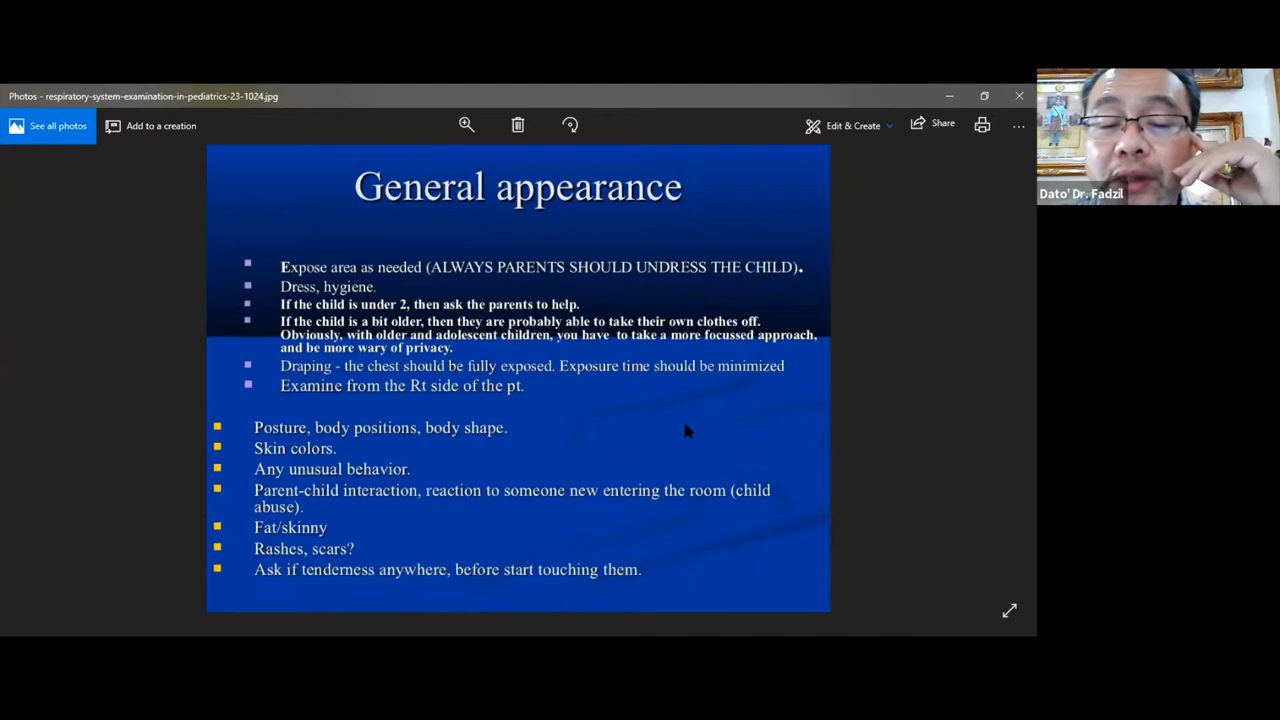 Photos - respiratory-system-examination-in-pediatrics-23-1024.jpg
See all photos
Add to a creation
Edit & Create
Share
Dato' Dr. Fadzil
General appearance
Expose area as needed (ALWAYS PARENTS SHOULD UNDRESS THE CHILD).
Dress, hygiene.
If the child is under 2, then ask the parents to help.
If the child is a bit older, then they are probably able to take their own clothes off.
Obviously, with older and adolescent children, you have to take a more focussed approach,
and be more wary of privacy.
Draping - the chest should be fully exposed. Exposure time should be minimized
Examine from the Rt side of the pt.
Posture, body positions, body shape.
Skin colors.
Any unusual behavior.
Parent-child interaction, reaction to someone new entering the room (child
abuse).
Fat/skinny
Rashes, scars?
Ask if tenderness anywhere, before start touching them.